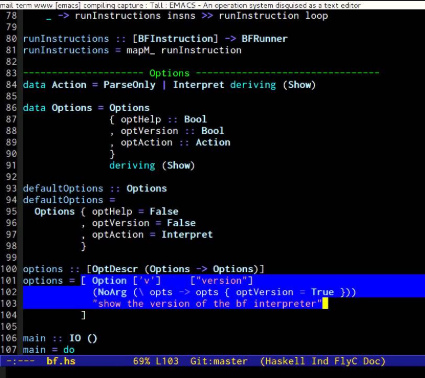 mail term www [emacs] compiling capture : Tall : EMACS - An operation system disguised as a text editor
78     _ -> runInstructions insns >> runInstruction loop
79
80 runInstructions :: [BFInstruction] -> BFRunner
81 runInstructions = mapM_ runInstruction
82
83 --------------------- Options --------------------------------
84 data Action = ParseOnly | Interpret deriving (Show)
85
86 data Options = Options
87                { optHelp :: Bool
88                , optVersion :: Bool
89                , optAction :: Action
90                }
91                deriving (Show)
92
93 defaultOptions :: Options
94 defaultOptions =
95   Options { optHelp = False
96           , optVersion = False
97           , optAction = Interpret
98           }
99
100 options :: [OptDescr (Options -> Options)]
101 options = [ Option ['v']     ["version"]
102             (NoArg (\ opts -> opts { optVersion = True }))
103             "show the version of the bf interpreter"
104           ]
105
106 main :: IO ()
107 main = do
-:---  bf.hs          69% L103  Git:master  (Haskell Ind FlyC Doc)